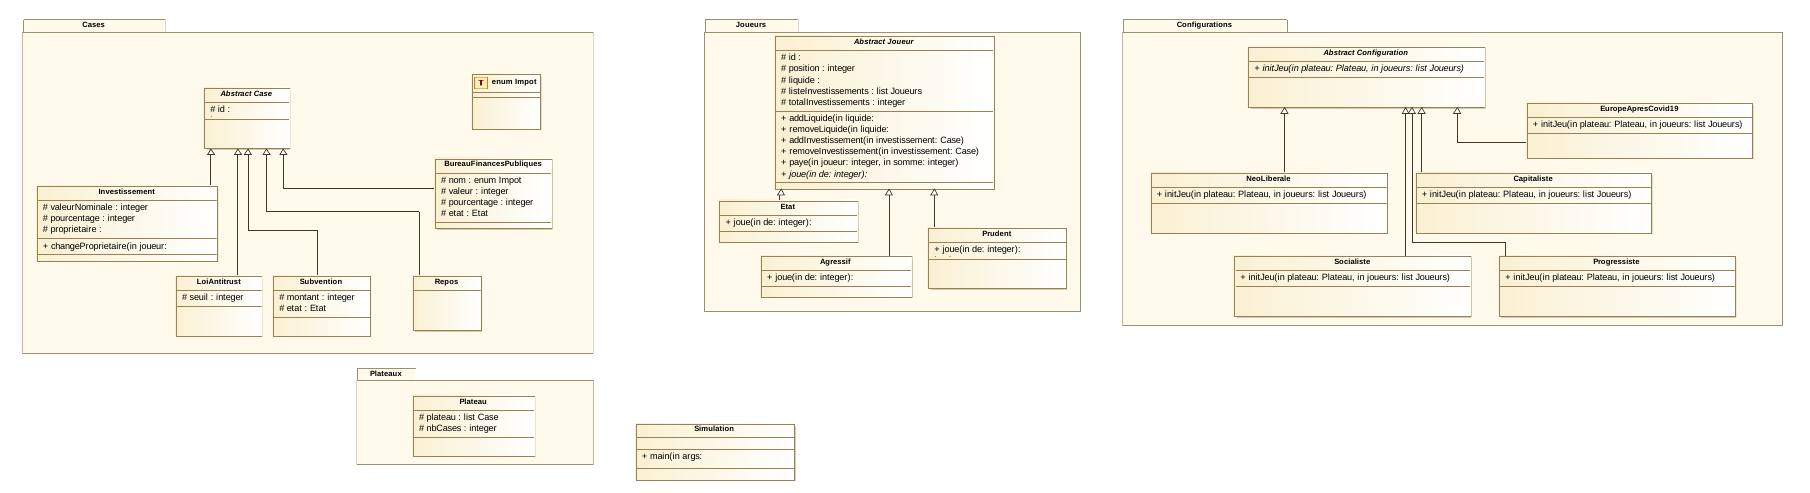 Cases
enum Impot
Abstract Case
# id :
BureauFinancesPubliques
# nom : enum Impot
# valeur : integer
# pourcentage : integer
# etat : Etat
Investissement
# valeurNominale : integer
# pourcentage : integer
# proprietaire :
+ changeProprietaire(in joueur:
LoiAntitrust
# seuil : integer
Subvention
# montant : integer
# etat : Etat
Repos
Plateaux
Plateau
# plateau : list Case
# nbCases : integer
Simulation
+ main(in args:
Joueurs
Abstract Joueur
# id :
# position : integer
# liquide :
# listeInvestissements : list Joueurs
# totalInvestissements : integer
+ addLiquide(in liquide:
+ removeLiquide(in liquide:
+ addInvestissement(in investissement: Case)
+ removeInvestissement(in investissement: Case)
+ paye(in joueur: integer, in somme: integer)
+ joue(in de: integer):
Etat
+ joue(in de: integer):
Prudent
+ joue(in de: integer):
Agressif
+ joue(in de: integer):
Configurations
Abstract Configuration
+ initJeu(in plateau: Plateau, in joueurs: list Joueurs)
EuropeApresCovid19
+ initJeu(in plateau: Plateau, in joueurs: list Joueurs)
NeoLiberale
+ initJeu(in plateau: Plateau, in joueurs: list Joueurs)
Capitaliste
+ initJeu(in plateau: Plateau, in joueurs: list Joueurs)
Socialiste
+ initJeu(in plateau: Plateau, in joueurs: list Joueurs)
Progressiste
+ initJeu(in plateau: Plateau, in joueurs: list Joueurs)